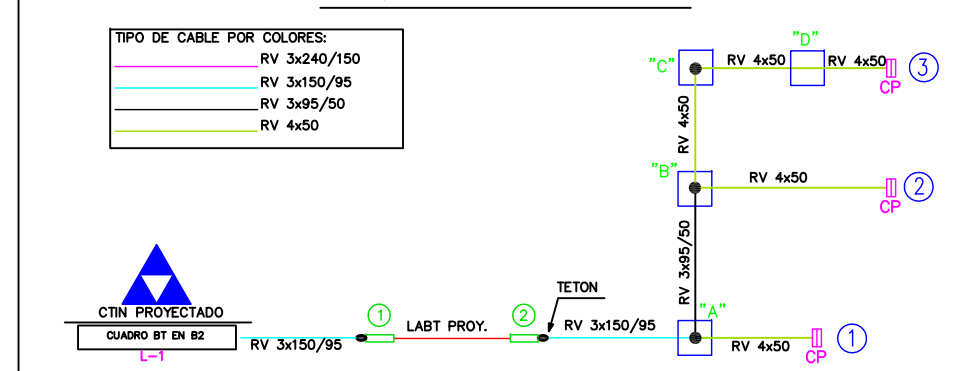 TIPO DE CABLE POR COLORES:
RV 3x240/150
RV 3x150/95
RV 3x95/50
RV 4x50
"D"
"C"
RV 4x50
RV 4x50
3
CP
RV 4x50
"B"
RV 4x50
2
CP
RV 3x95/50
CTIN PROYECTADO
CUADRO BT EN B2
L-1
RV 3x150/95
1
LABT PROY.
2
TETON
RV 3x150/95
"A"
RV 4x50
CP
1